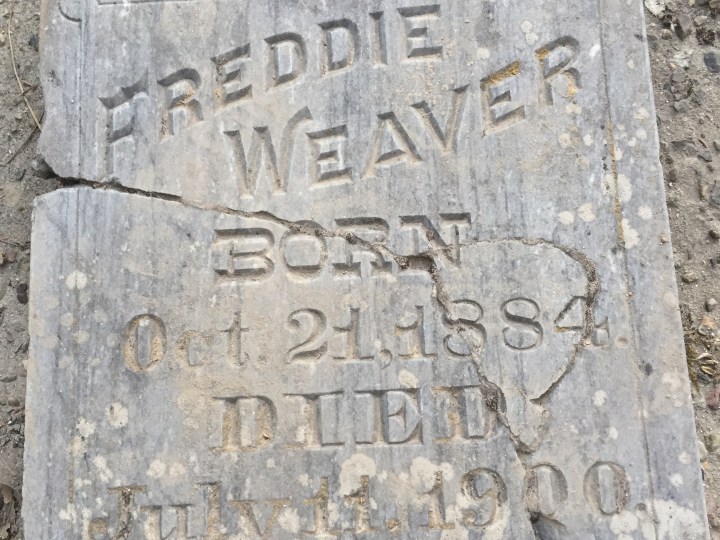 FREDDIE
WEAVER
BORN
Oct. 21, 1884.
DIED
July 11, 1900